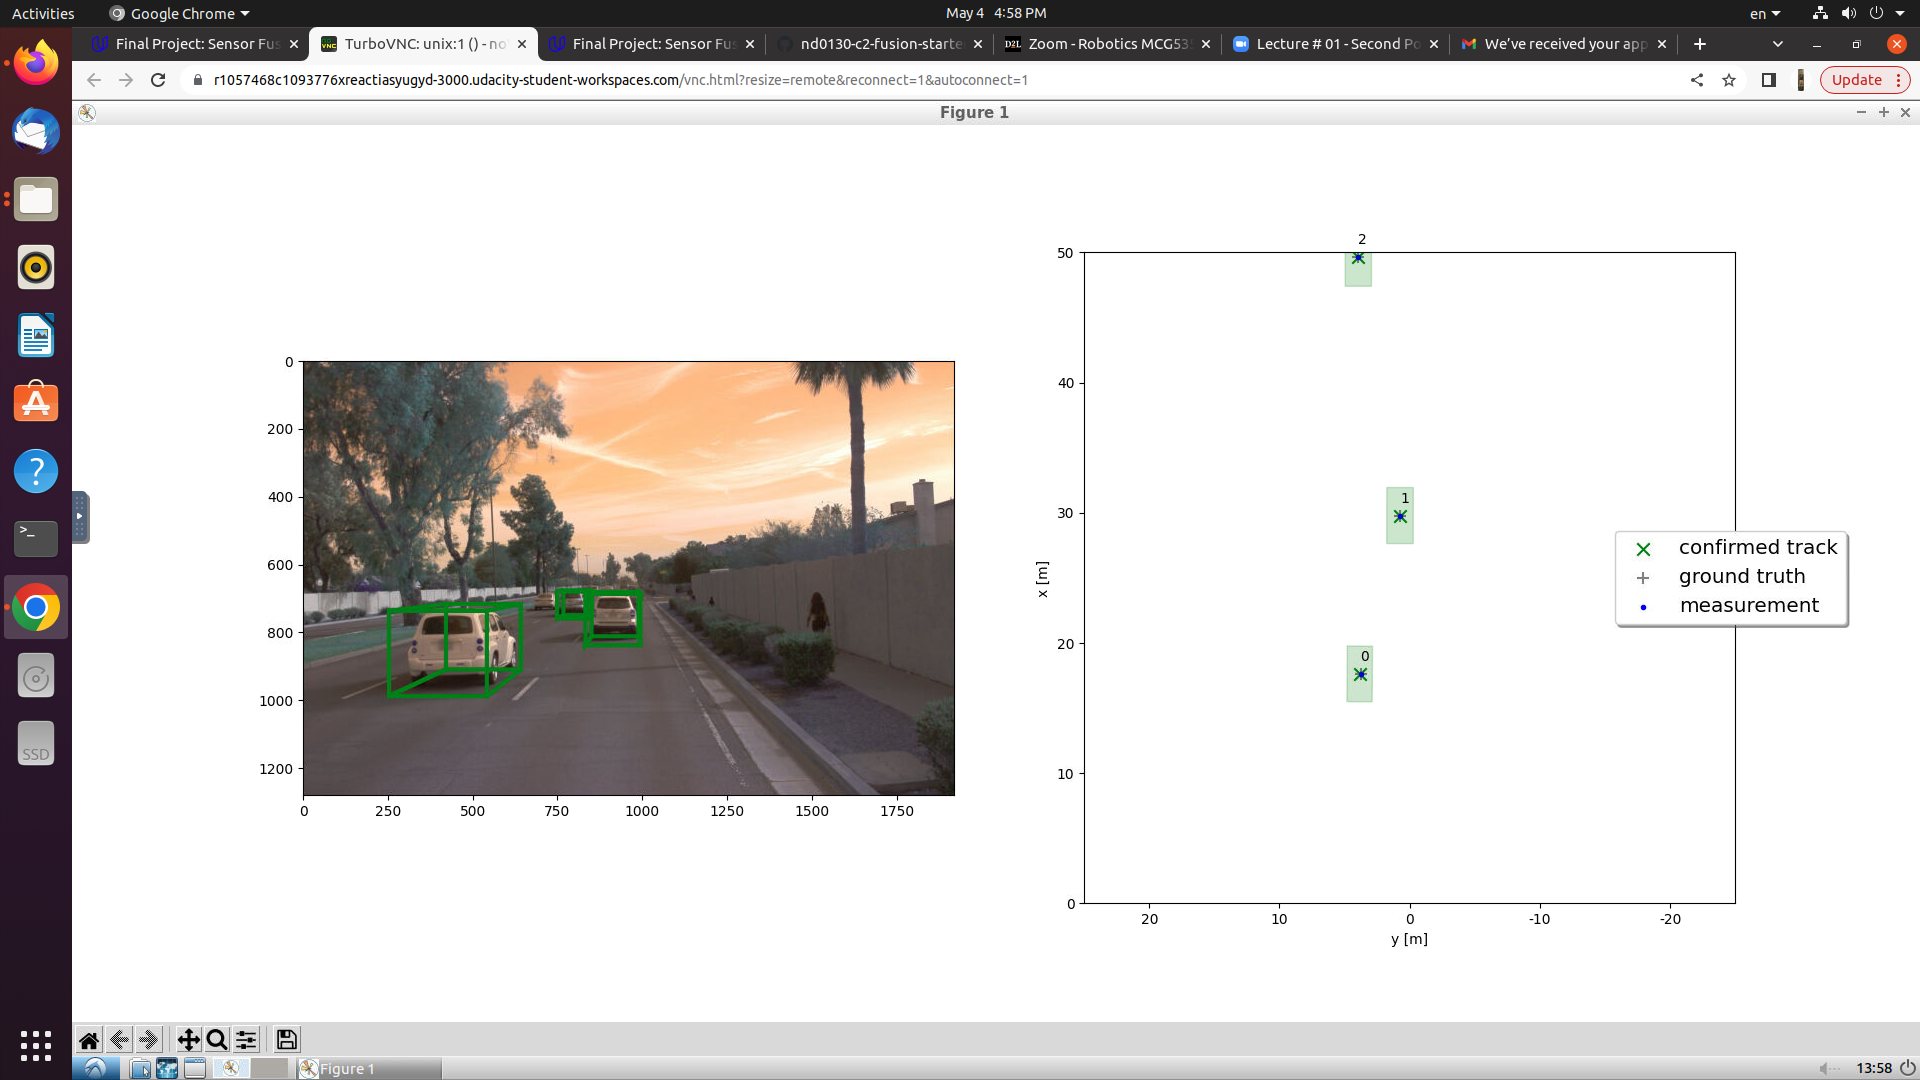 Activities
Google Chrome
May 4 4:58 PM
en
Final Project: Sensor Fus
TurboVNC: unix:1 () - no
Final Project: Sensor Fus
nd0130-c2-fusion-starte
D2L
Zoom - Robotics MCG53
Lecture # 01 - Second Po
We've received your app
r1057468c1093776xreactiasyugyd-3000.udacity-student-workspaces.com/vnc.html?resize=remote&reconnect=1&autoconnect=1
Update
Figure 1
0
200
400
600
800
1000
1200
0
250
500
750
1000
1250
1500
1750
2
1
0
50
40
30
20
10
0
x [m]
20
10
0
-10
-20
y [m]
confirmed track
ground truth
measurement
SSD
Figure 1
13:58